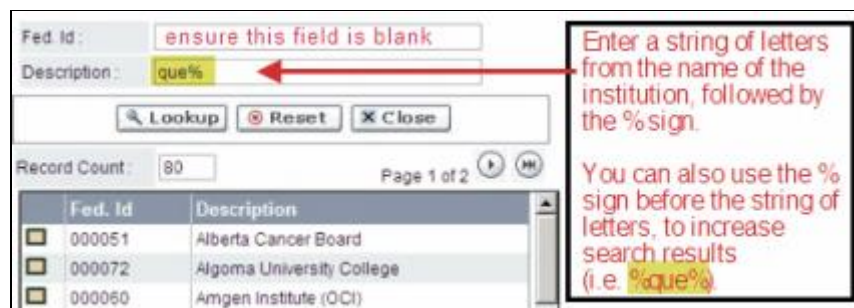 Fed. Id : ensure this field is blank
Description : que%
Lookup Reset Close
Record Count : 80 Page 1 of 2
Fed. Id Description
000051 Alberta Cancer Board
000072 Algoma University College
000060 Amgen Institute (OCI)
Enter a string of letters
from the name of the
institution, followed by
the % sign.
You can also use the %
sign before the string of
letters, to increase
search results
(i.e. %que%).